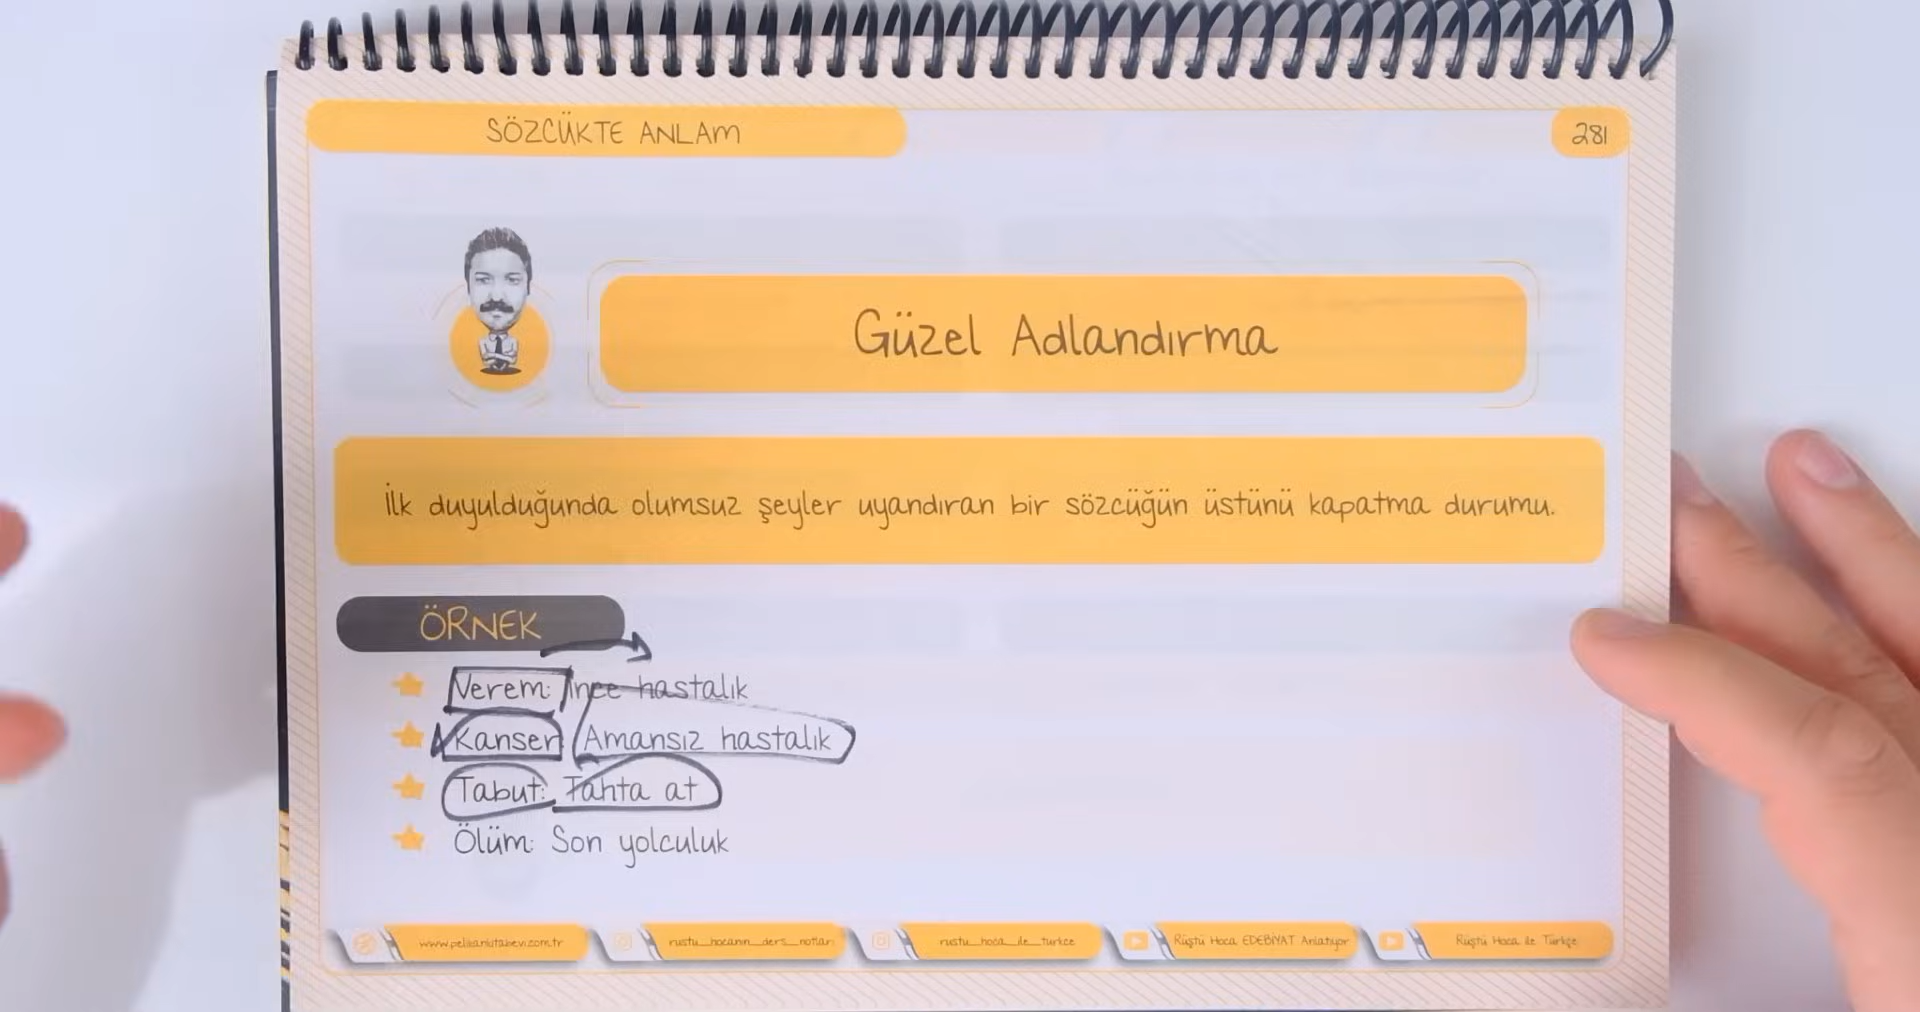 SÖZCÜKTE ANLAM
281
Güzel Adlandırma
İlk duyulduğunda olumsuz şeyler uyandıran bir sözcüğün üstünü kapatma durumu.
ÖRNEK
Verem: İnce hastalık
Kanser: Amansız hastalık
Tabut: Tahta at
Ölüm: Son yolculuk
www.pelikankitabevi.com.tr
rustu_hocanin_ders_notlari
rustu_hoca_ile_turkce
Rüştü Hoca EDEBİYAT Anlatıyor
Rüştü Hoca ile Türkçe